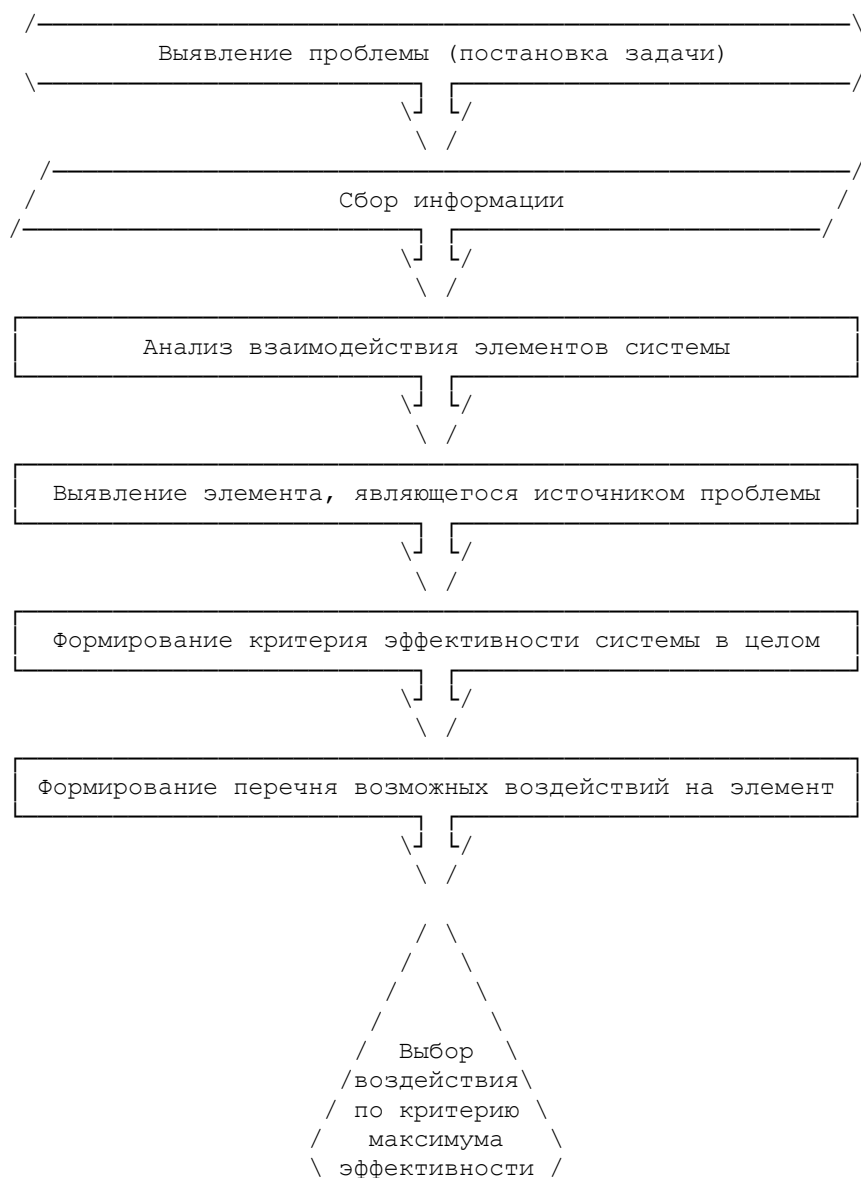 Выявление проблемы (постановка задачи)
Сбор информации
Анализ взаимодействия элементов системы
Выявление элемента, являющегося источником проблемы
Формирование критерия эффективности системы в целом
Формирование перечня возможных воздействий на элемент
Выбор
воздействия
по критерию
максимума
эффективности